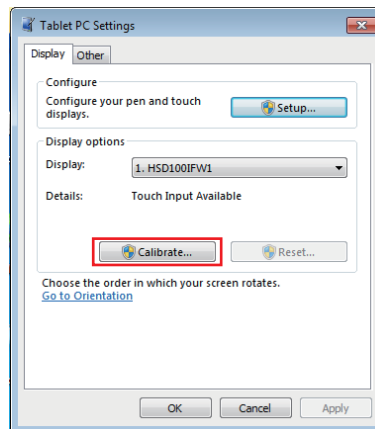 Tablet PC Settings
Display Other
Configure
Configure your pen and touch
displays.
Setup...
Display options
Display: 1. HSD100IFW1
Details: Touch Input Available
Calibrate... Reset...
Choose the order in which your screen rotates.
Go to Orientation
OK Cancel Apply